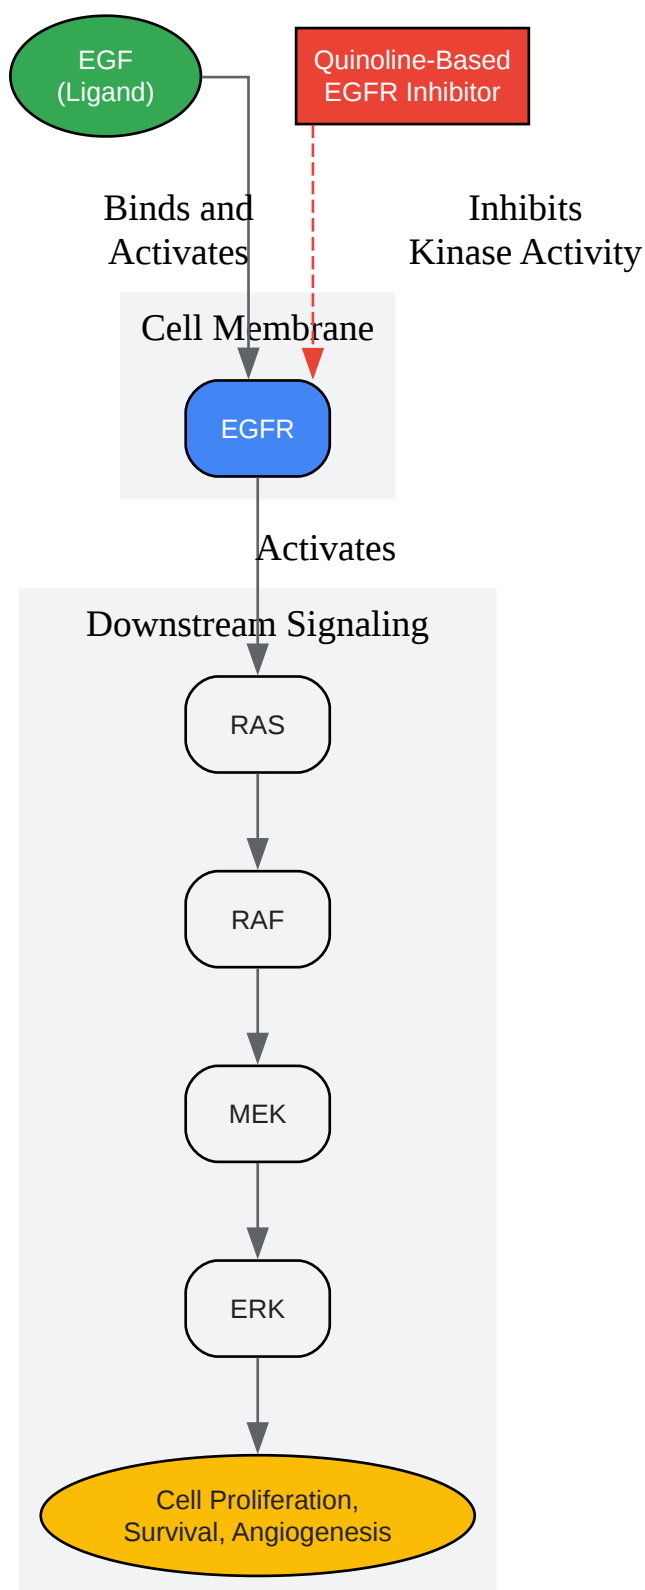 EGF
(Ligand)
Quinoline-Based
EGFR Inhibitor
Binds and
Activates
Inhibits
Kinase Activity
Cell Membrane
EGFR
Activates
Downstream Signaling
RAS
RAF
MEK
ERK
Cell Proliferation,
Survival, Angiogenesis